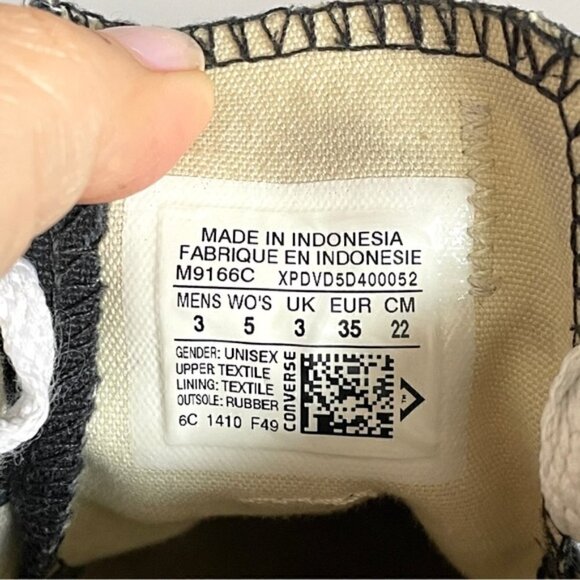 MADE IN INDONESIA
FABRIQUE EN INDONESIE
M9166C XPDVD5D400052
MENS WO'S UK EUR CM
3 5 3 35 22
GENDER: UNISEX
UPPER TEXTILE
LINING: TEXTILE
OUTSOLE: RUBBER
6C 1410 F49
CONVERSE